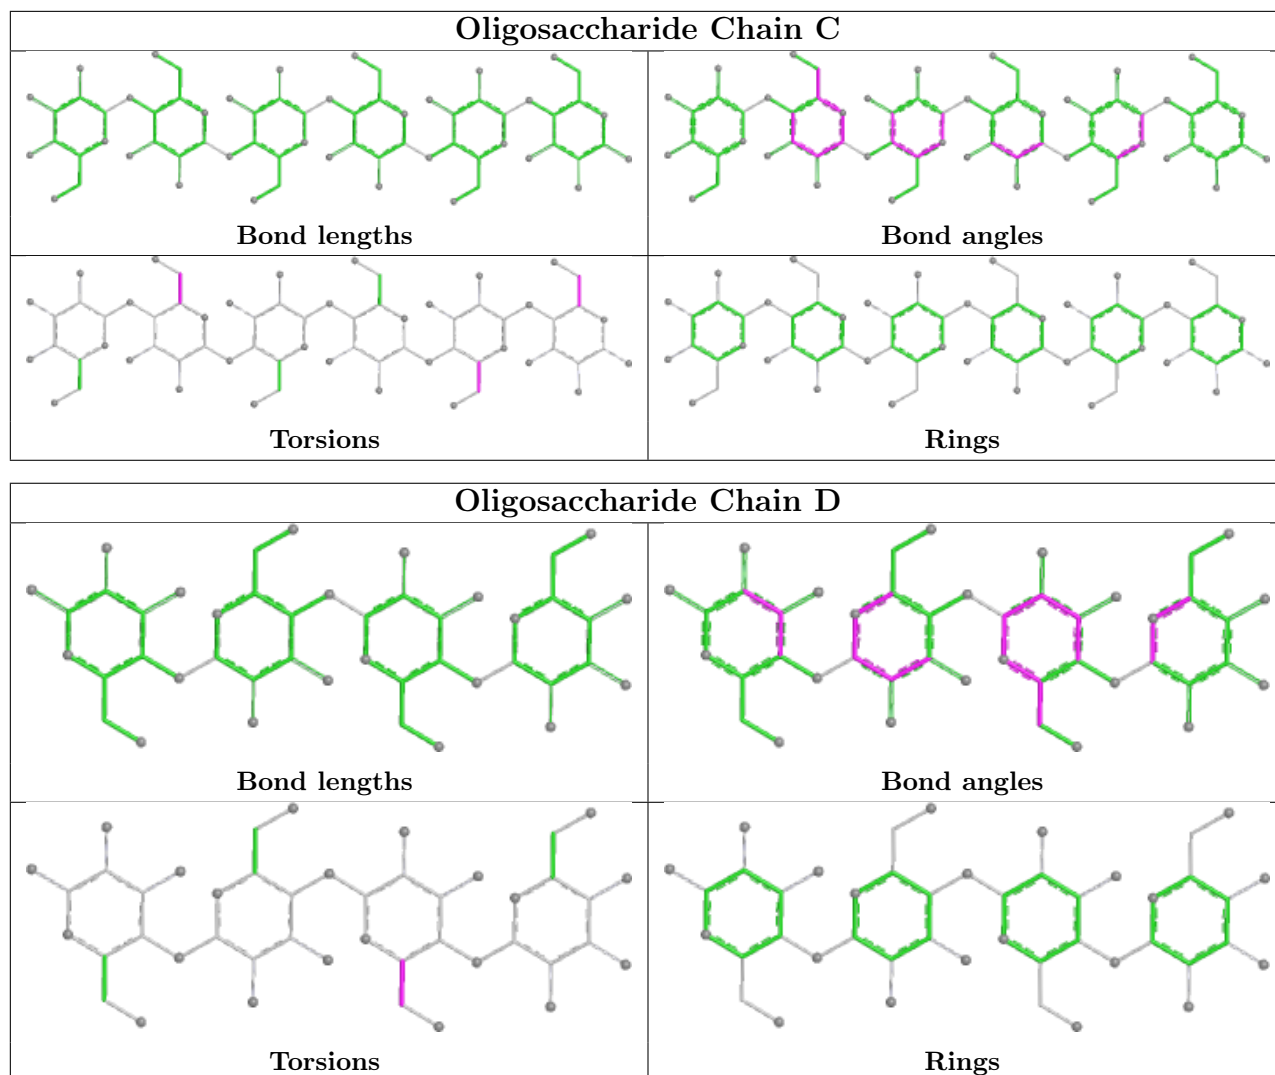 Oligosaccharide Chain C
Bond lengths
Bond angles
Torsions
Rings
Oligosaccharide Chain D
Bond lengths
Bond angles
Torsions
Rings